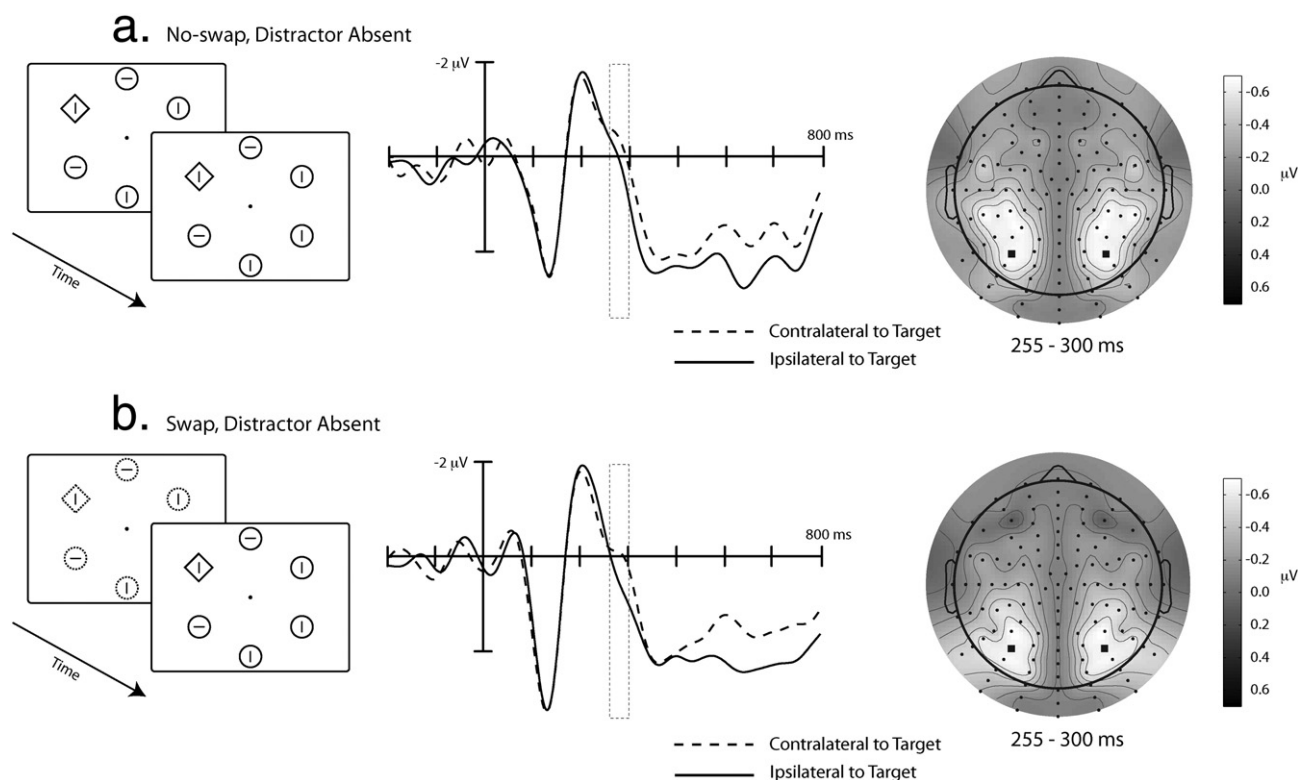 a. No-swap, Distractor Absent
-2 μV
800 ms
Time
Contralateral to Target
Ipsilateral to Target
255 - 300 ms
-0.6
-0.4
-0.2
0.0
0.2
0.4
0.6
μV
b. Swap, Distractor Absent
-2 μV
800 ms
Time
Contralateral to Target
Ipsilateral to Target
255 - 300 ms
-0.6
-0.4
-0.2
0.0
0.2
0.4
0.6
μV